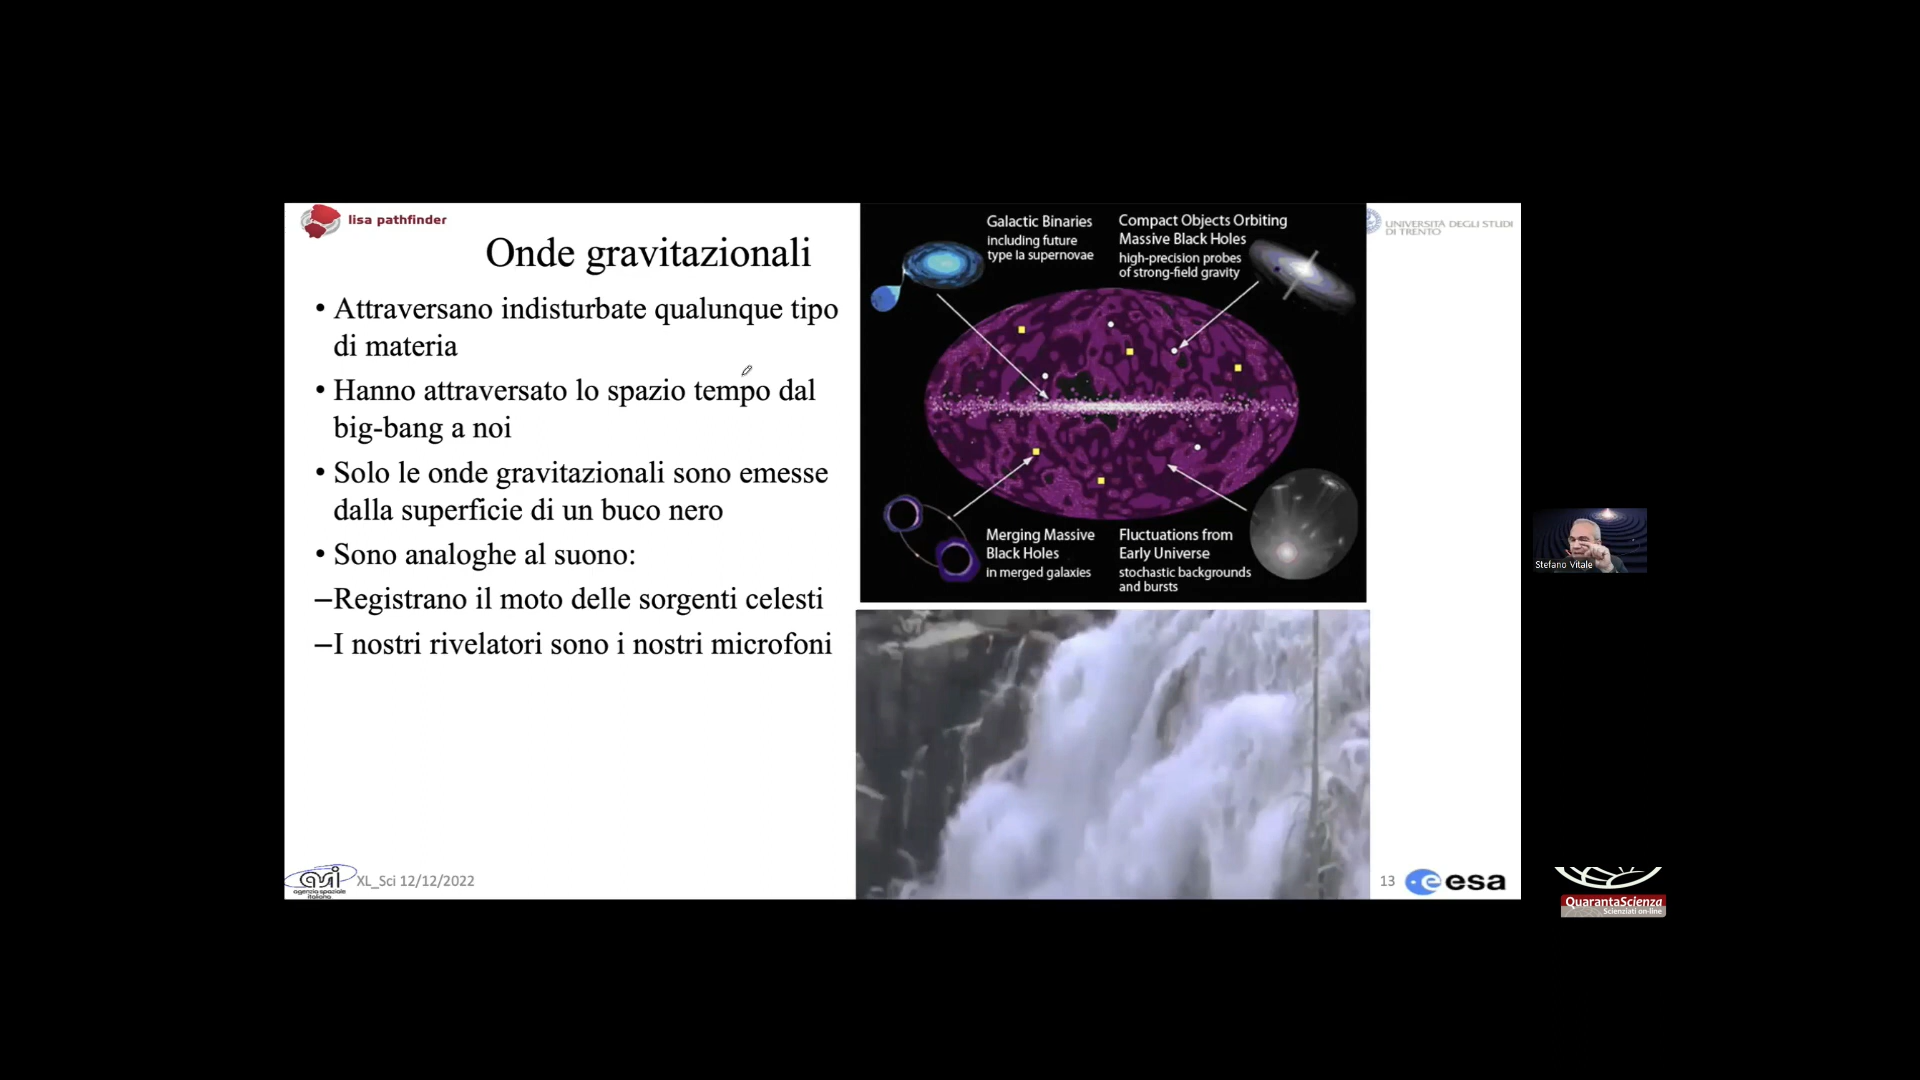 lisa pathfinder
Onde gravitazionali
• Attraversano indisturbate qualunque tipo
di materia
• Hanno attraversato lo spazio tempo dal
big-bang a noi
• Solo le onde gravitazionali sono emesse
dalla superficie di un buco nero
• Sono analoghe al suono:
–Registrano il moto delle sorgenti celesti
–I nostri rivelatori sono i nostri microfoni
Galactic Binaries
including future
type Ia supernovae
Compact Objects Orbiting
Massive Black Holes
high-precision probes
of strong-field gravity
Merging Massive
Black Holes
in merged galaxies
Fluctuations from
Early Universe
stochastic backgrounds
and bursts
UNIVERSITÀ DEGLI STUDI
DI TRENTO
Stefano Vitale
asi
agenzia spaziale
italiana
XL_Sci 12/12/2022
13
esa
QuarantaScienza
Scienziati on-line